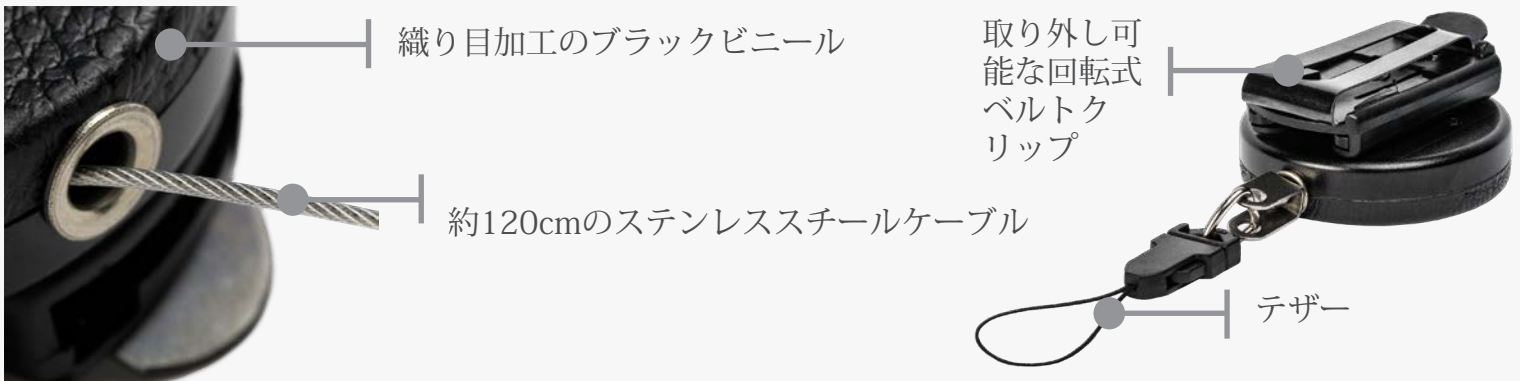 織り目加工のブラックビニール
約120cmのステンレススチールケーブル
取り外し可
能な回転式
ベルトク
リップ
テザー